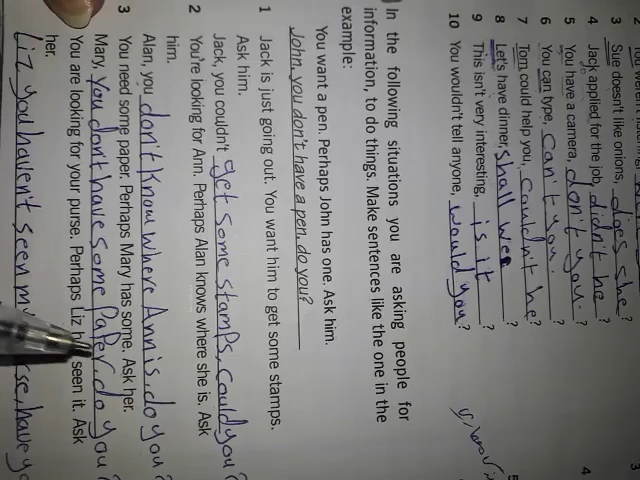 3 Sue doesn't like onions, does she ?
4 Jack applied for the job, didn't he ?
5 You have a camera, don't you. ?
6 You can type, can't you. ?
7 Tom could help you, couldn't he ?
8 Let's have dinner, shall we ?
9 This isn't very interesting, is it ?
10 You wouldn't tell anyone, would you ?
In the following situations you are asking people for
information, to do things. Make sentences like the one in the
example:
You want a pen. Perhaps John has one. Ask him.
John, you don't have a pen, do you?
1 Jack is just going out. You want him to get some stamps.
Ask him.
Jack, you couldn't get some stamps, could you?
2 You're looking for Ann. Perhaps Alan knows where she is. Ask
him.
Alan, you don't know where Ann is, do you?
3 You need some paper. Perhaps Mary has some. Ask her.
Mary, you don't have some paper, do you?
You are looking for your purse. Perhaps Liz seen it. Ask
her.
Liz you haven't seen have
4